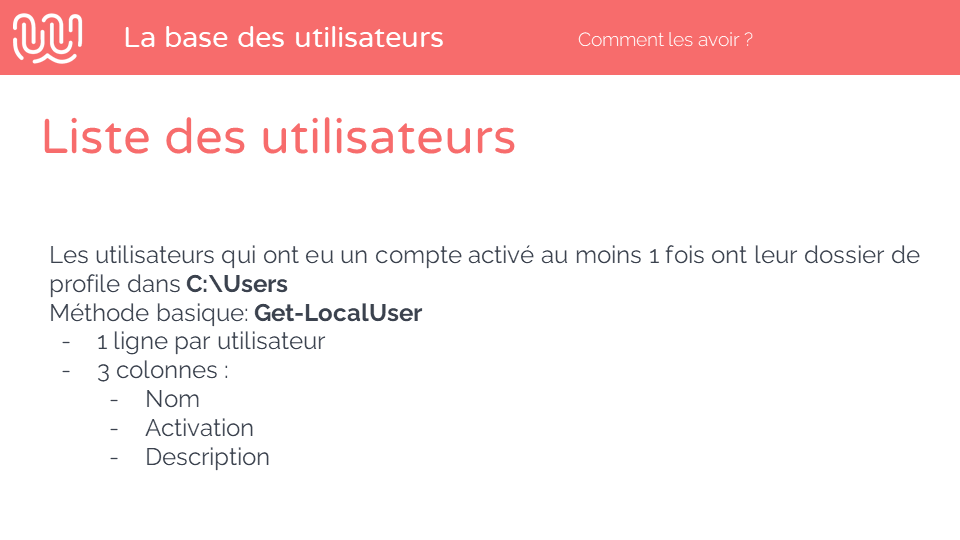 La base des utilisateurs
Comment les avoir ?
Liste des utilisateurs
Les utilisateurs qui ont eu un compte activé au moins 1 fois ont leur dossier de
profile dans C:\Users
Méthode basique: Get-LocalUser
- 1 ligne par utilisateur
- 3 colonnes :
- Nom
- Activation
- Description